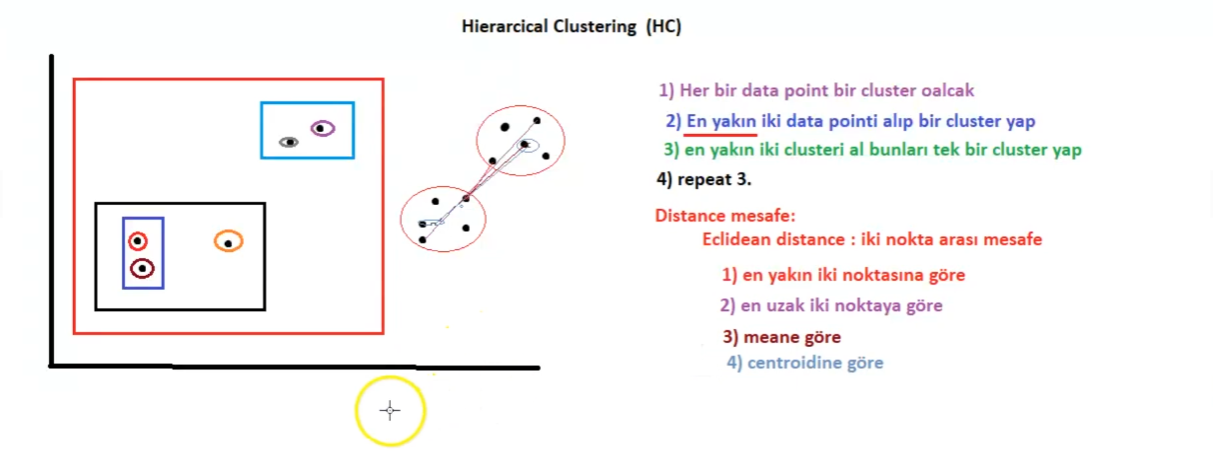 Hierarcical Clustering (HC)
1) Her bir data point bir cluster oalcak
2) En yakın iki data pointi alıp bir cluster yap
3) en yakın iki clusteri al bunları tek bir cluster yap
4) repeat 3.
Distance mesafe:
Eclidean distance : iki nokta arası mesafe
1) en yakın iki noktasına göre
2) en uzak iki noktaya göre
3) meane göre
4) centroidine göre